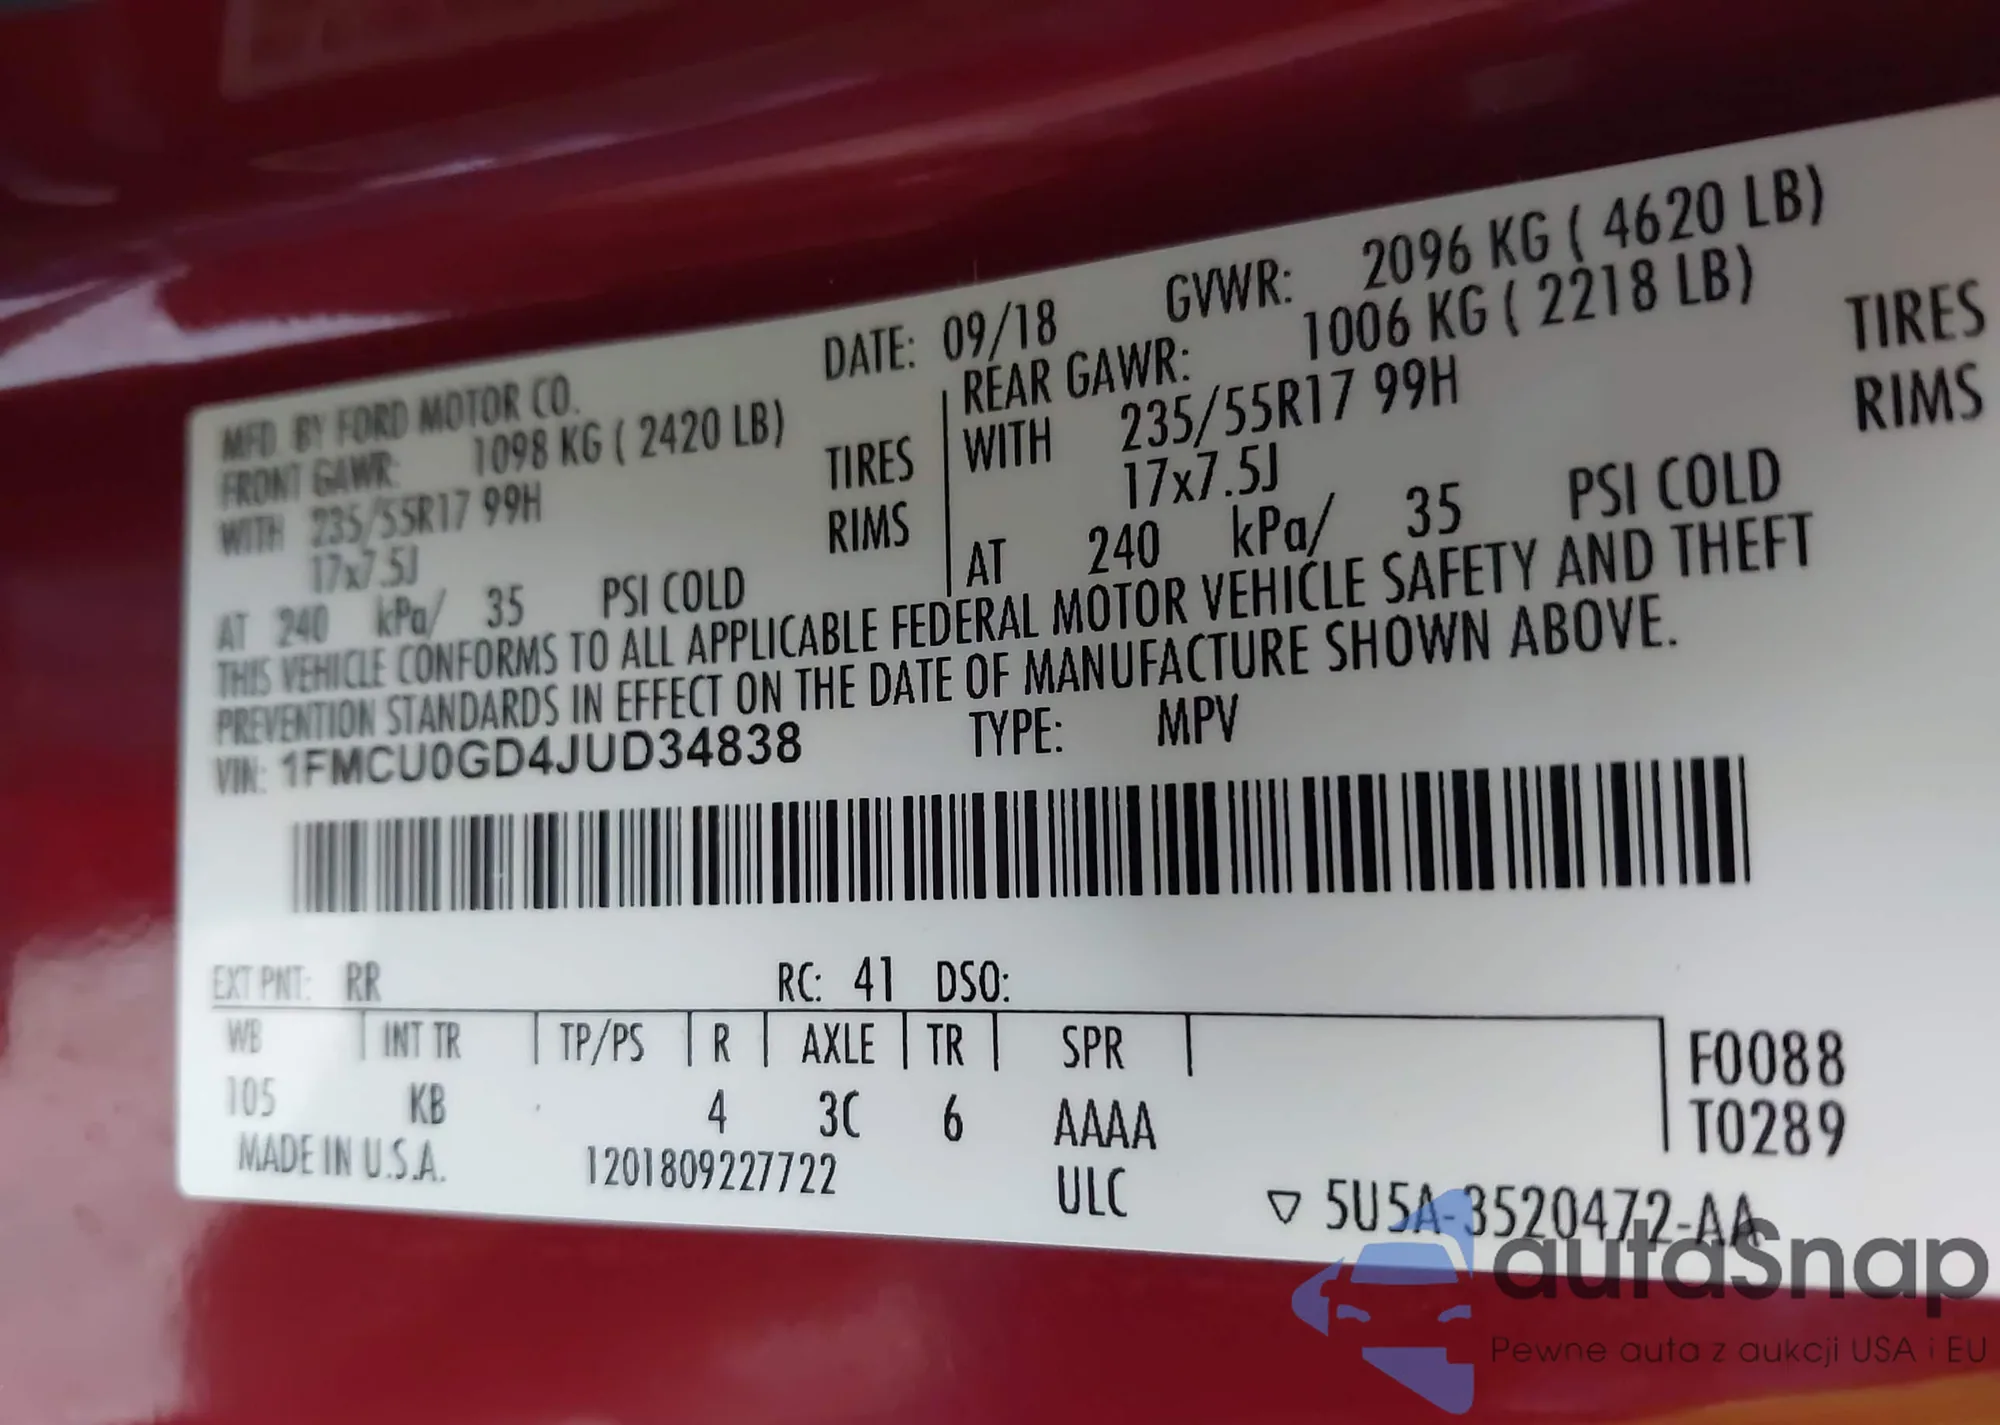 MFD. BY FORD MOTOR CO. DATE: 09/18 GVWR: 2096 KG ( 4620 LB)
FRONT GAWR: 1098 KG ( 2420 LB) REAR GAWR: 1006 KG ( 2218 LB)
WITH 235/55R17 99H TIRES WITH 235/55R17 99H TIRES
17x7.5J RIMS 17x7.5J RIMS
AT 240 kPa/ 35 PSI COLD AT 240 kPa/ 35 PSI COLD
THIS VEHICLE CONFORMS TO ALL APPLICABLE FEDERAL MOTOR VEHICLE SAFETY AND THEFT
PREVENTION STANDARDS IN EFFECT ON THE DATE OF MANUFACTURE SHOWN ABOVE.
VIN: 1FMCU0GD4JUD34838 TYPE: MPV
EXT PNT: RR RC: 41 DSO:
WB INT TR TP/PS R AXLE TR SPR F0088
105 KB 4 3C 6 AAAA T0289
MADE IN U.S.A. 1201809227722 ULC ▽ 5U5A-3520472-AA
autaSnap
Pewne auta z aukcji USA i EU